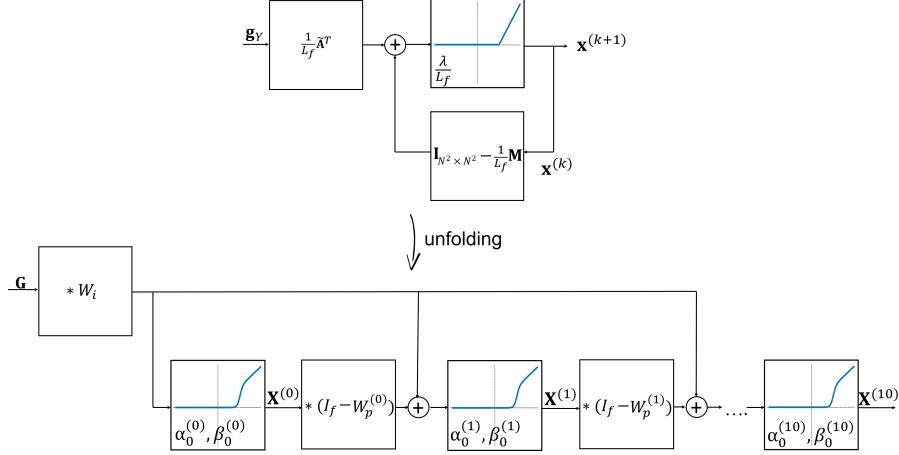 𝐠_Y
1/L_f 𝐀̃^T
+
λ/L_f
𝐱^(k+1)
𝐈_{N²×N²} − 1/L_f 𝐌
𝐱^(k)
unfolding
𝐆
∗ W_i
α_0^(0), β_0^(0)
𝐗^(0)
∗ (I_f − W_p^(0))
+
α_0^(1), β_0^(1)
𝐗^(1)
∗ (I_f − W_p^(1))
+
....
α_0^(10), β_0^(10)
𝐗^(10)